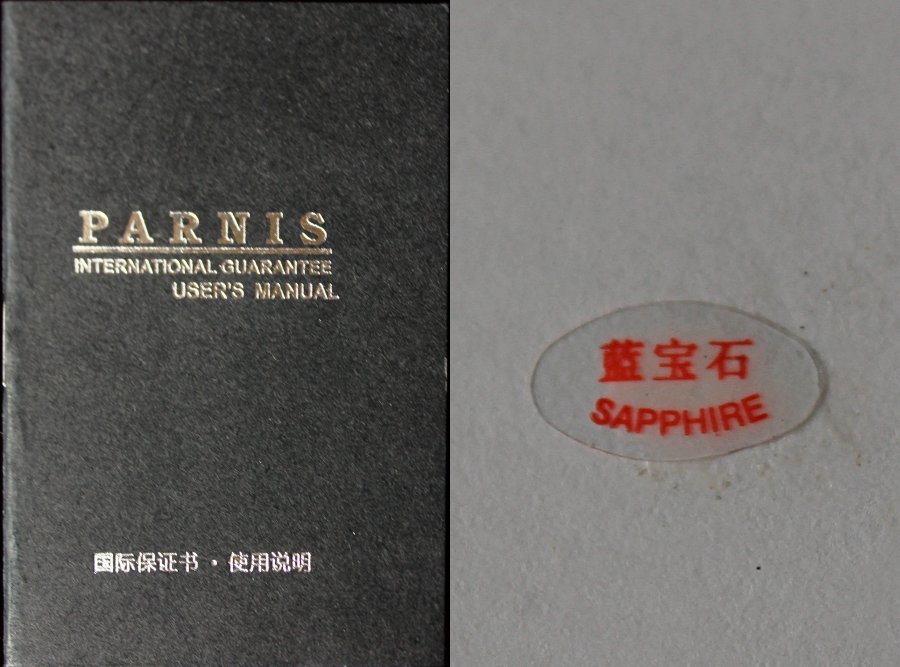 PARNIS
INTERNATIONAL GUARANTEE
USER'S MANUAL
国际保证书·使用说明
蓝宝石
SAPPHIRE